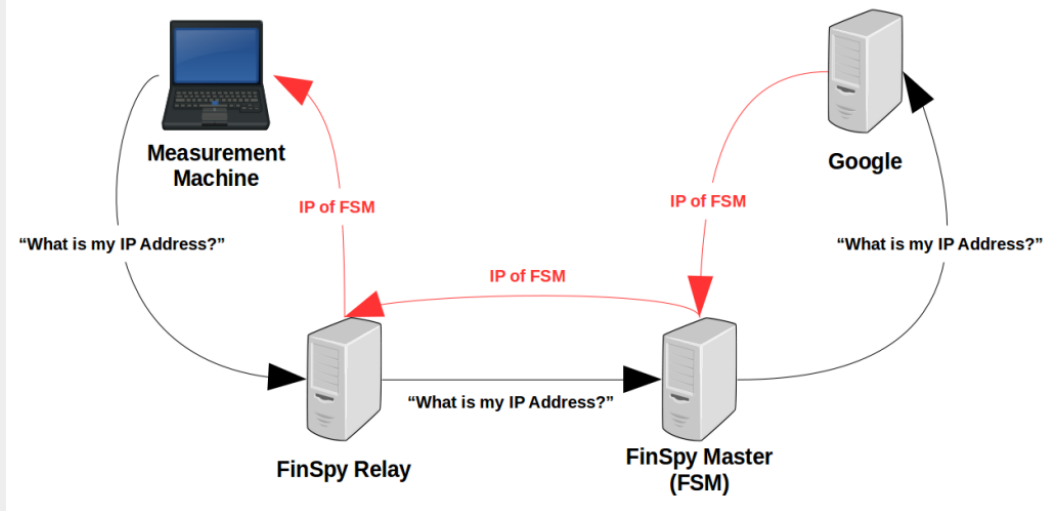 Measurement
Machine
Google
IP of FSM
IP of FSM
“What is my IP Address?”
“What is my IP Address?”
IP of FSM
“What is my IP Address?”
FinSpy Relay
FinSpy Master
(FSM)